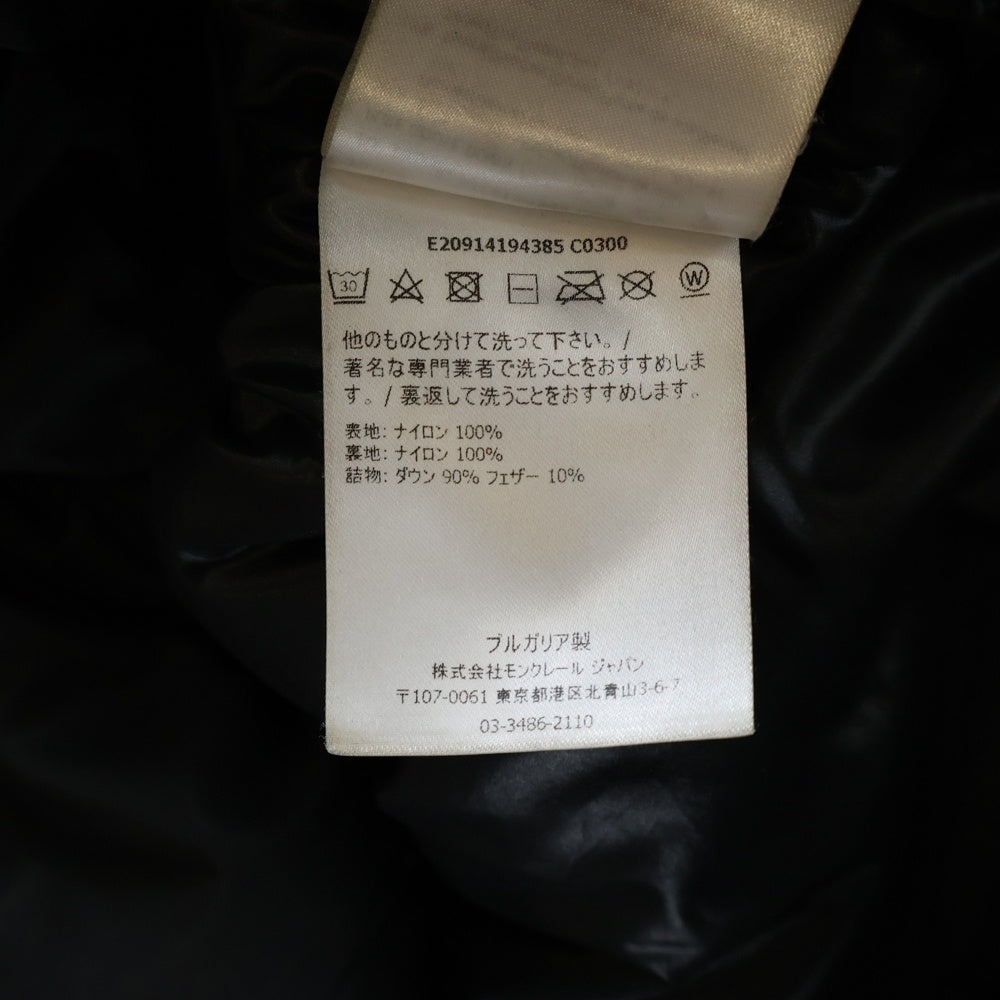 E20914194385 C0300
30 W
他のものと分けて洗って下さい。/
著名な専門業者で洗うことをおすすめしま
す。/ 裏返して洗うことをおすすめします。
表地: ナイロン 100%
裏地: ナイロン 100%
詰物: ダウン 90% フェザー 10%
ブルガリア製
株式会社モンクレール ジャパン
〒107-0061 東京都港区北青山3-6-7
03-3486-2110